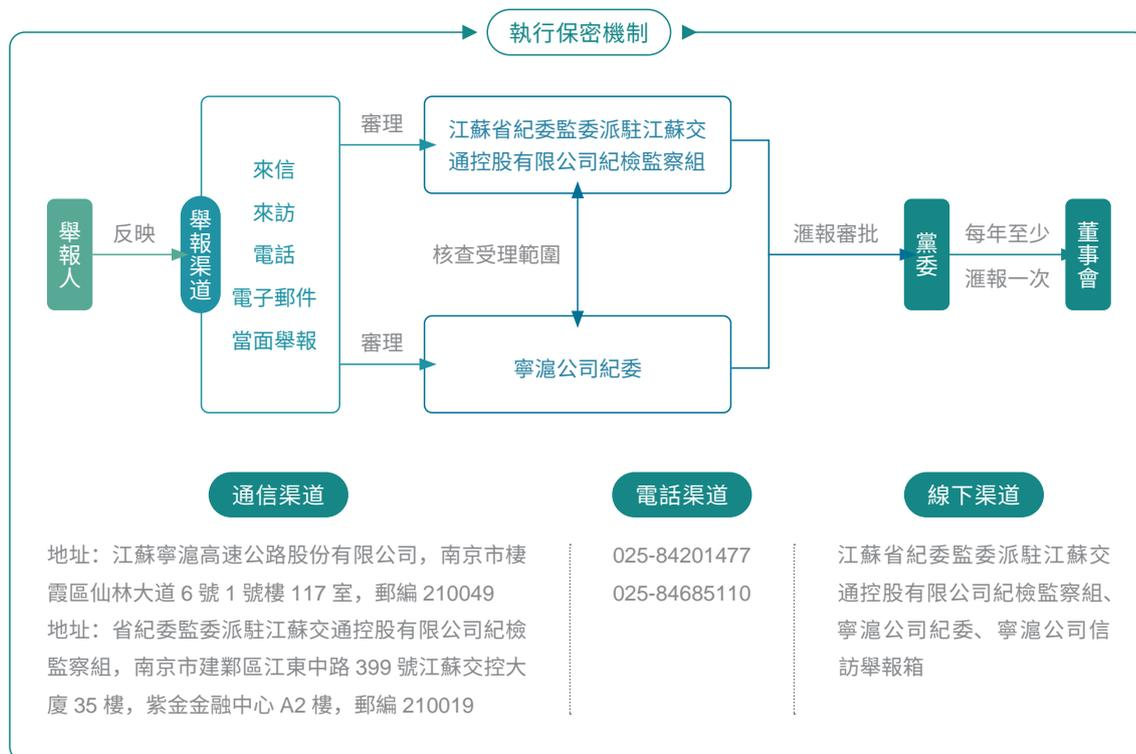 執行保密機制
舉報人
反映
舉報渠道
來信
來訪
電話
電子郵件
當面舉報
審理
審理
江蘇省紀委監委派駐江蘇交
通控股有限公司紀檢監察組
核查受理範圍
寧滬公司紀委
滙報審批
黨委
每年至少
滙報一次
董事會
通信渠道
地址：江蘇寧滬高速公路股份有限公司，南京市棲
霞區仙林大道 6 號 1 號樓 117 室，郵編 210049
地址：省紀委監委派駐江蘇交通控股有限公司紀檢
監察組，南京市建鄴區江東中路 399 號江蘇交控大
廈 35 樓，紫金金融中心 A2 樓，郵編 210019
電話渠道
025-84201477
025-84685110
線下渠道
江蘇省紀委監委派駐江蘇交
通控股有限公司紀檢監察組、
寧滬公司紀委、寧滬公司信
訪舉報箱